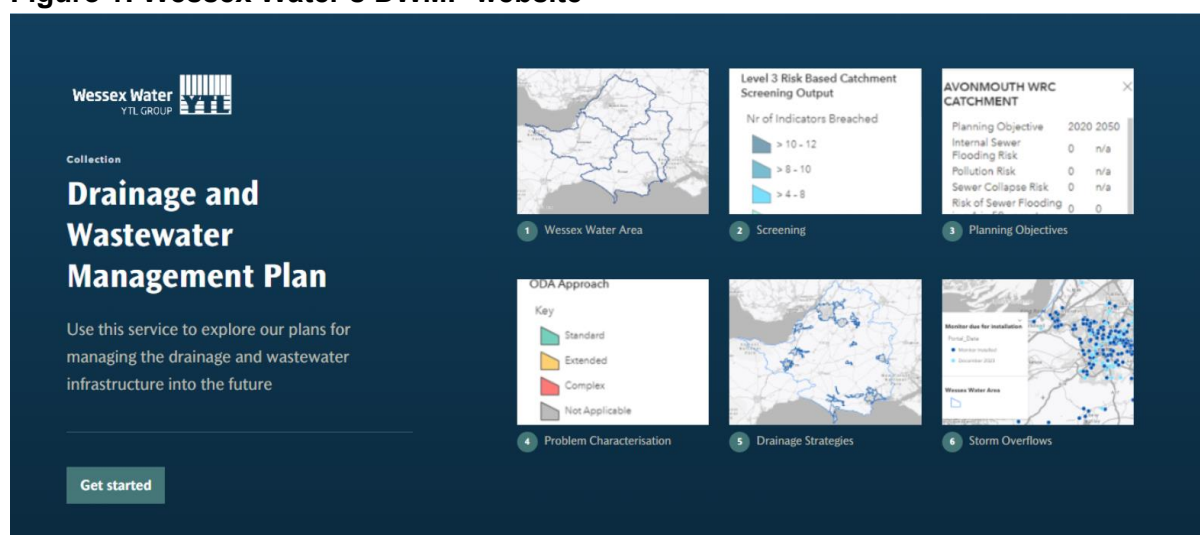 Wessex Water
YTL GROUP
YTL
Collection
Drainage and
Wastewater
Management Plan
Use this service to explore our plans for
managing the drainage and wastewater
infrastructure into the future
Get started
1 Wessex Water Area
Level 3 Risk Based Catchment
Screening Output
Nr of Indicators Breached
> 10 - 12
> 8 - 10
> 4 - 8
2 Screening
AVONMOUTH WRC
CATCHMENT
Planning Objective 2020 2050
Internal Sewer
Flooding Risk 0 n/a
Pollution Risk 0 n/a
Sewer Collapse Risk 0 n/a
Risk of Sewer Flooding
0 0
3 Planning Objectives
ODA Approach
Key
Standard
Extended
Complex
Not Applicable
4 Problem Characterisation
5 Drainage Strategies
Monitor due for installation
Portal_Data
Monitor Installed
December 2023
Wessex Water Area
6 Storm Overflows